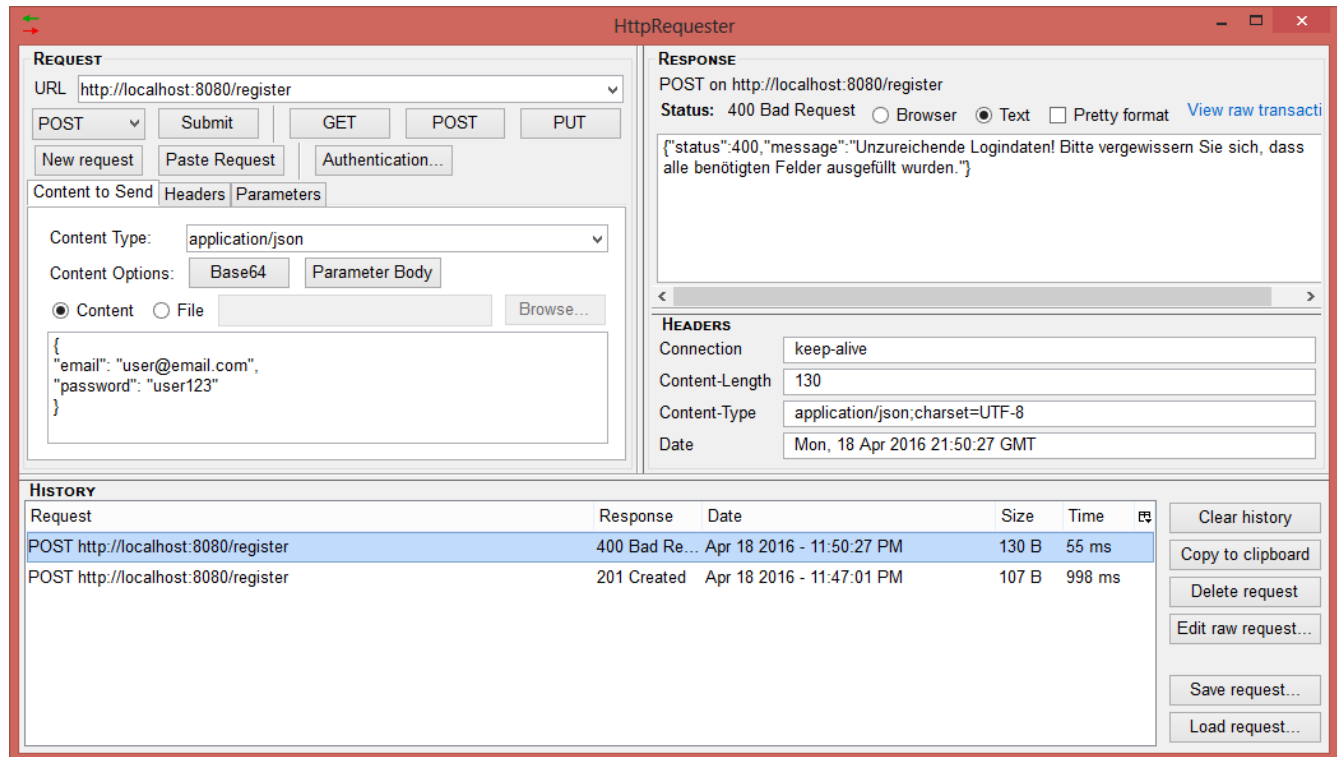 HttpRequester
REQUEST
URL http://localhost:8080/register
POST Submit GET POST PUT
New request Paste Request Authentication...
Content to Send Headers Parameters
Content Type: application/json
Content Options: Base64 Parameter Body
Content File Browse...
{
"email": "user@email.com",
"password": "user123"
}
RESPONSE
POST on http://localhost:8080/register
Status: 400 Bad Request Browser Text Pretty format View raw transacti
{"status":400,"message":"Unzureichende Logindaten! Bitte vergewissern Sie sich, dass
alle benötigten Felder ausgefüllt wurden."}
HEADERS
Connection keep-alive
Content-Length 130
Content-Type application/json;charset=UTF-8
Date Mon, 18 Apr 2016 21:50:27 GMT
HISTORY
Request Response Date Size Time
POST http://localhost:8080/register 400 Bad Re... Apr 18 2016 - 11:50:27 PM 130 B 55 ms
POST http://localhost:8080/register 201 Created Apr 18 2016 - 11:47:01 PM 107 B 998 ms
Clear history
Copy to clipboard
Delete request
Edit raw request...
Save request...
Load request...